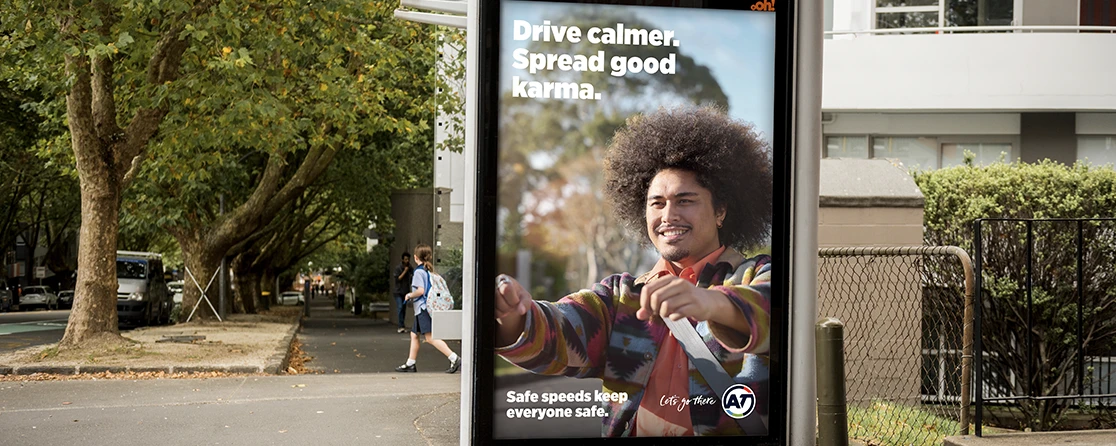 oh!
Drive calmer.
Spread good
karma.
Safe speeds keep
everyone safe.
Let's go there
AT